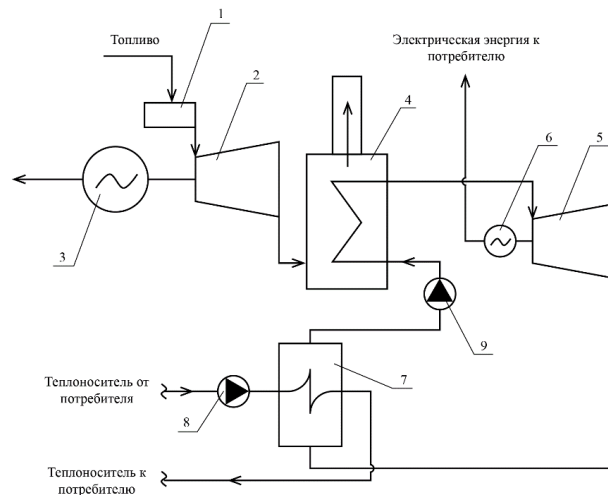 1
Топливо
2
Электрическая энергия к
потребителю
4
6
5
3
9
7
Теплоноситель от
потребителя
8
Теплоноситель к
потребителю